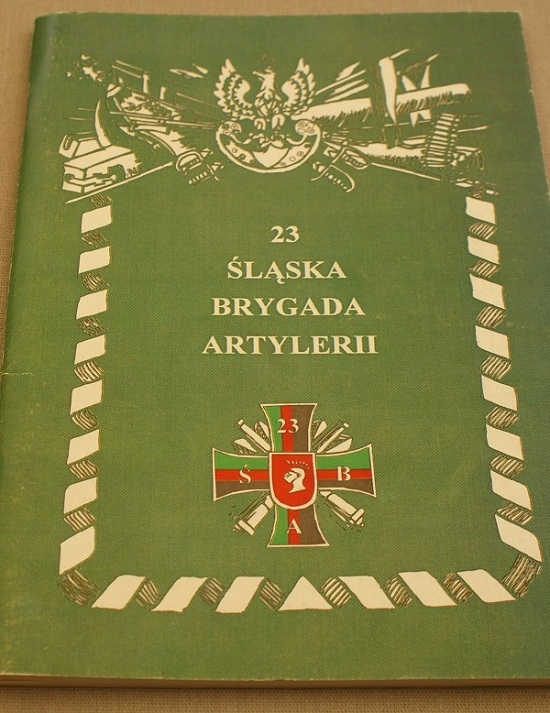 23
ŚLĄSKA
BRYGADA
ARTYLERII
23
Ś B
A